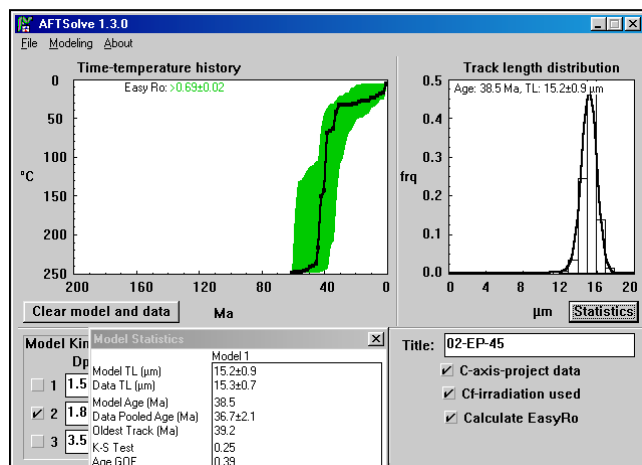 AFTSolve 1.3.0
File Modeling About
Time-temperature history
Easy Ro: >0.69±0.02
0
50
100
150
200
250
°C
200 160 120 80 40 0
Ma
Clear model and data
Track length distribution
Age: 38.5 Ma, TL: 15.2±0.9 µm
0.5
0.4
0.3
0.2
0.1
0.0
frq
0 4 8 12 16 20
µm
Statistics
Model Kin
Dp
1 1.5
2 1.8
3 3.5
Model Statistics
Model 1
Model TL (µm) 15.2±0.9
Data TL (µm) 15.3±0.7
Model Age (Ma) 38.5
Data Pooled Age (Ma) 36.7±2.1
Oldest Track (Ma) 39.2
K-S Test 0.25
Age GOF 0.39
Title: 02-EP-45
C-axis-project data
Cf-irradiation used
Calculate EasyRo